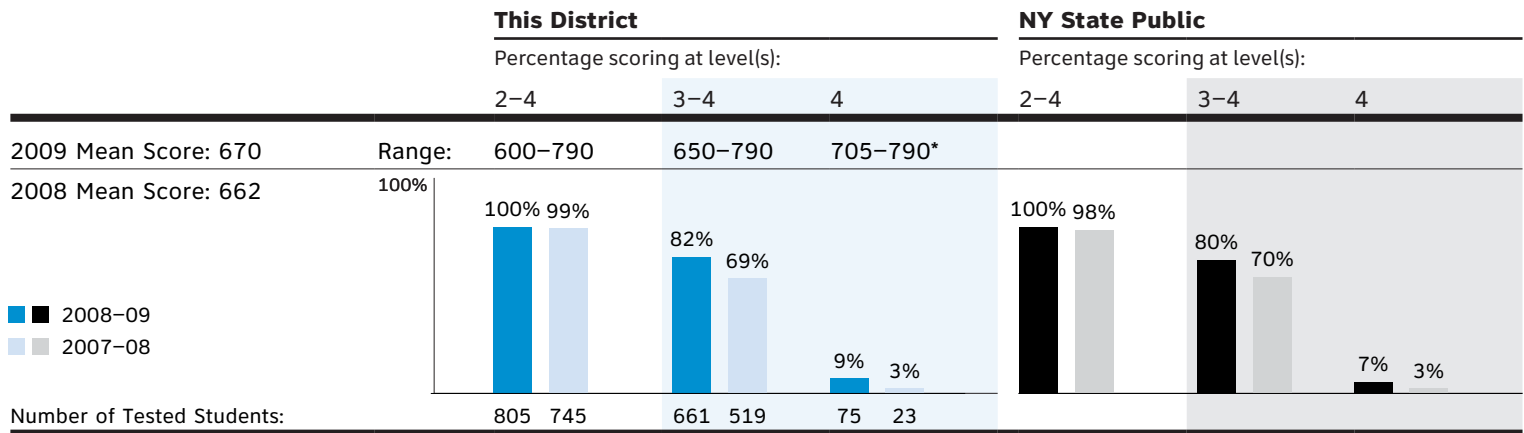 This District NY State Public
Percentage scoring at level(s): Percentage scoring at level(s):
2–4 3–4 4 2–4 3–4 4
2009 Mean Score: 670 Range: 600–790 650–790 705–790*
2008 Mean Score: 662
100%
100% 99% 82% 69% 9% 3% 100% 98% 80% 70% 7% 3%
2008–09
2007–08
Number of Tested Students: 805 745 661 519 75 23